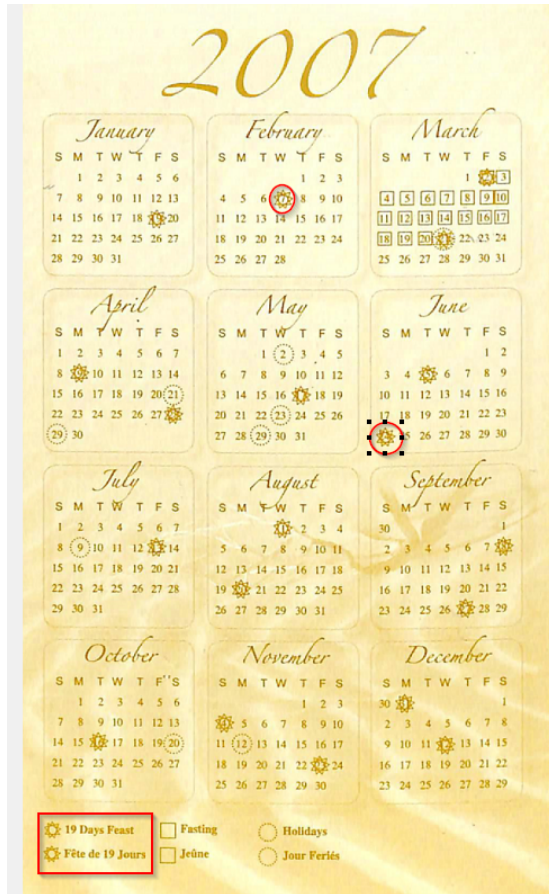 2007
January
S M T W T F S
1 2 3 4 5 6
7 8 9 10 11 12 13
14 15 16 17 18 20
21 22 23 24 25 26 27
28 29 30 31
February
S M T W T F S
1 2 3
4 5 6 7 8 9 10
11 12 13 14 15 16 17
18 19 20 21 22 23 24
25 26 27 28
March
S M T W T F S
1 3
4 5 6 7 8 9 10
11 12 13 14 15 16 17
18 19 20 22 23 24
25 26 27 28 29 30 31
April
S M T W T F S
1 2 3 4 5 6 7
8 10 11 12 13 14
15 16 17 18 19 20 21
22 23 24 25 26 27
29 30
May
S M T W T F S
1 2 3 4 5
6 7 8 9 10 11 12
13 14 15 16 18 19
20 21 22 23 24 25 26
27 28 29 30 31
June
S M T W T F S
1 2
3 4 6 7 8 9
10 11 12 13 14 15 16
17 18 19 20 21 22 23
26 27 28 29 30
July
S M T W T F S
1 2 3 4 5 6 7
8 9 10 11 12 14
15 16 17 18 19 20 21
22 23 24 25 26 27 28
29 30 31
August
S M T W T F S
2 3 4
5 6 7 8 9 10 11
12 13 14 15 16 17 18
19 21 22 23 24 25
26 27 28 29 30 31
September
S M T W T F S
30 1
2 3 4 5 6 7
9 10 11 12 13 14 15
16 17 18 19 20 21 22
23 24 25 26 28 29
October
S M T W T F S
1 2 3 4 5 6
7 8 9 10 11 12 13
14 15 17 18 19 20
21 22 23 24 25 26 27
28 29 30 31
November
S M T W T F S
1 2 3
5 6 7 8 9 10
11 12 13 14 15 16 17
18 19 20 21 22 24
25 26 27 28 29 30
December
S M T W T F S
30 1
2 3 4 5 6 7 8
9 10 11 13 14 15
16 17 18 19 20 21 22
23 24 25 26 27 28 29
19 Days Feast Fasting Holidays
Fête de 19 Jours Jeûne Jour Feriés